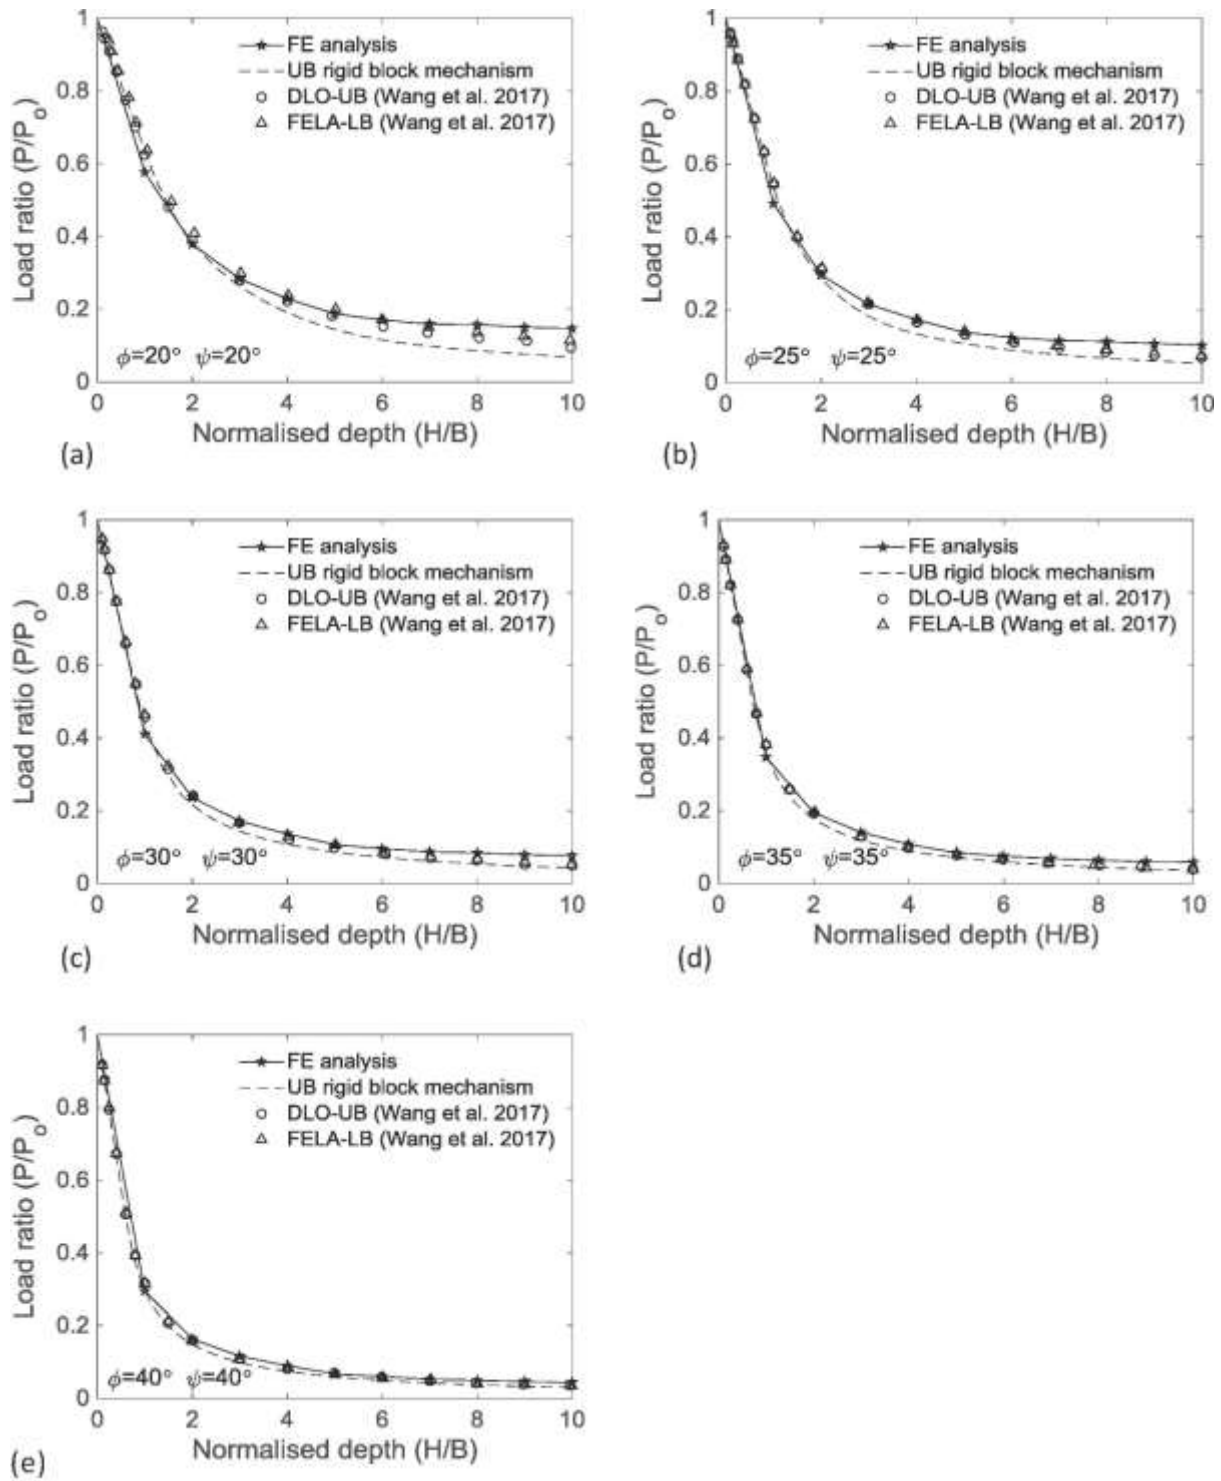 1
0.8
0.6
0.4
0.2
0
Load ratio (P/Po)
FE analysis
UB rigid block mechanism
DLO-UB (Wang et al. 2017)
FELA-LB (Wang et al. 2017)
ϕ=20° ψ=20°
0 2 4 6 8 10
Normalised depth (H/B)
(a)
1
0.8
0.6
0.4
0.2
0
Load ratio (P/Po)
FE analysis
UB rigid block mechanism
DLO-UB (Wang et al. 2017)
FELA-LB (Wang et al. 2017)
ϕ=25° ψ=25°
0 2 4 6 8 10
Normalised depth (H/B)
(b)
1
0.8
0.6
0.4
0.2
0
Load ratio (P/Po)
FE analysis
UB rigid block mechanism
DLO-UB (Wang et al. 2017)
FELA-LB (Wang et al. 2017)
ϕ=30° ψ=30°
0 2 4 6 8 10
Normalised depth (H/B)
(c)
1
0.8
0.6
0.4
0.2
0
Load ratio (P/Po)
FE analysis
UB rigid block mechanism
DLO-UB (Wang et al. 2017)
FELA-LB (Wang et al. 2017)
ϕ=35° ψ=35°
0 2 4 6 8 10
Normalised depth (H/B)
(d)
1
0.8
0.6
0.4
0.2
0
Load ratio (P/Po)
FE analysis
UB rigid block mechanism
DLO-UB (Wang et al. 2017)
FELA-LB (Wang et al. 2017)
ϕ=40° ψ=40°
0 2 4 6 8 10
Normalised depth (H/B)
(e)